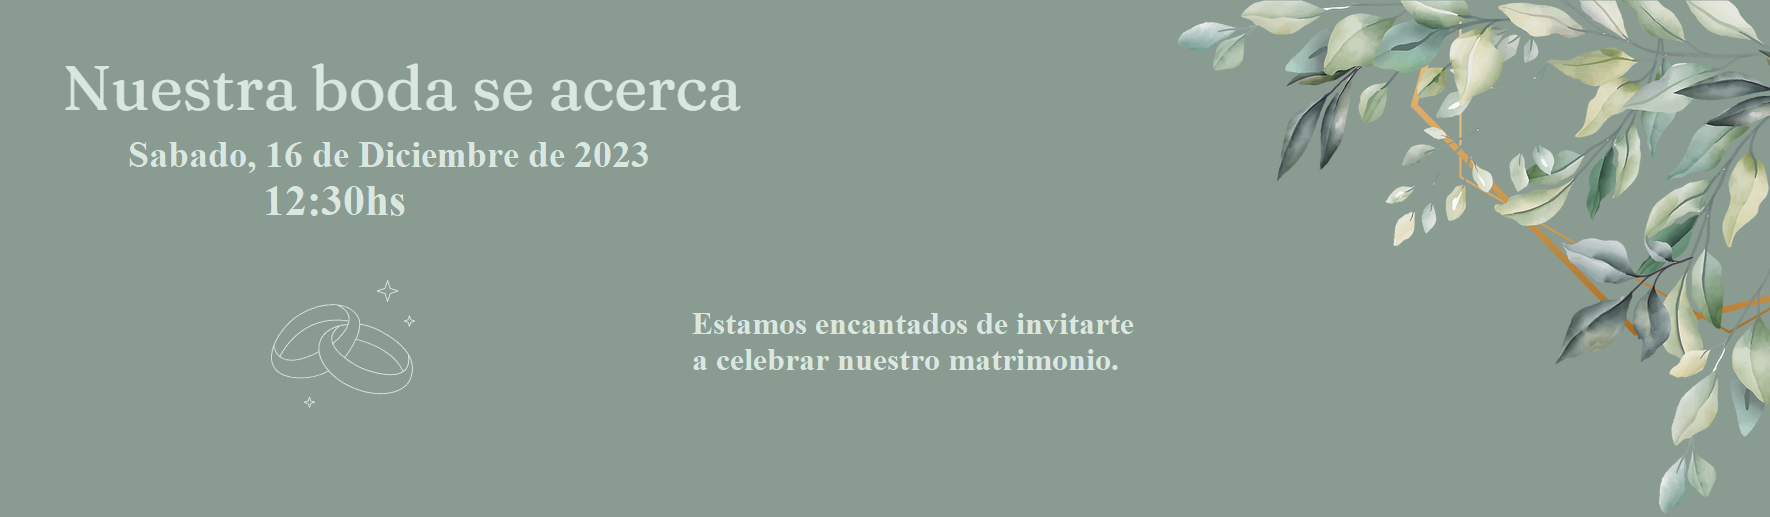 Nuestra boda se acerca
Sabado, 16 de Diciembre de 2023
12:30hs
Estamos encantados de invitarte
a celebrar nuestro matrimonio.